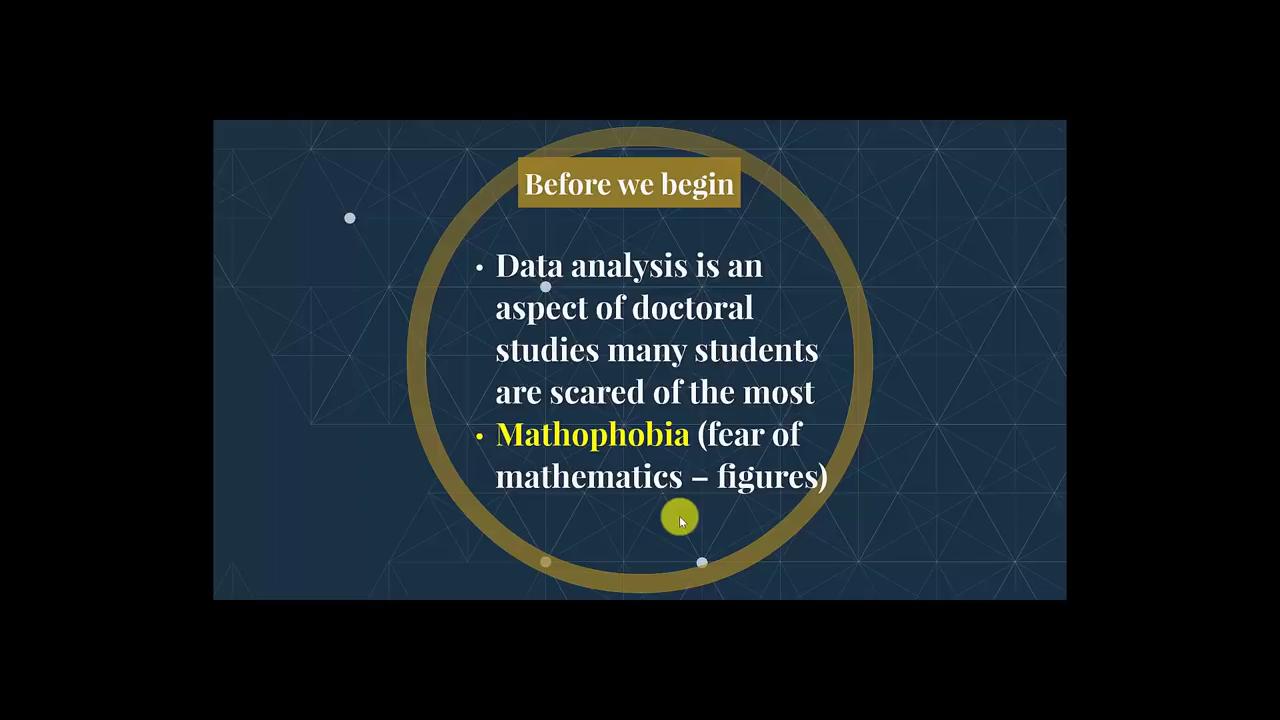 Before we begin
• Data analysis is an
aspect of doctoral
studies many students
are scared of the most
• Mathophobia (fear of
mathematics – figures)